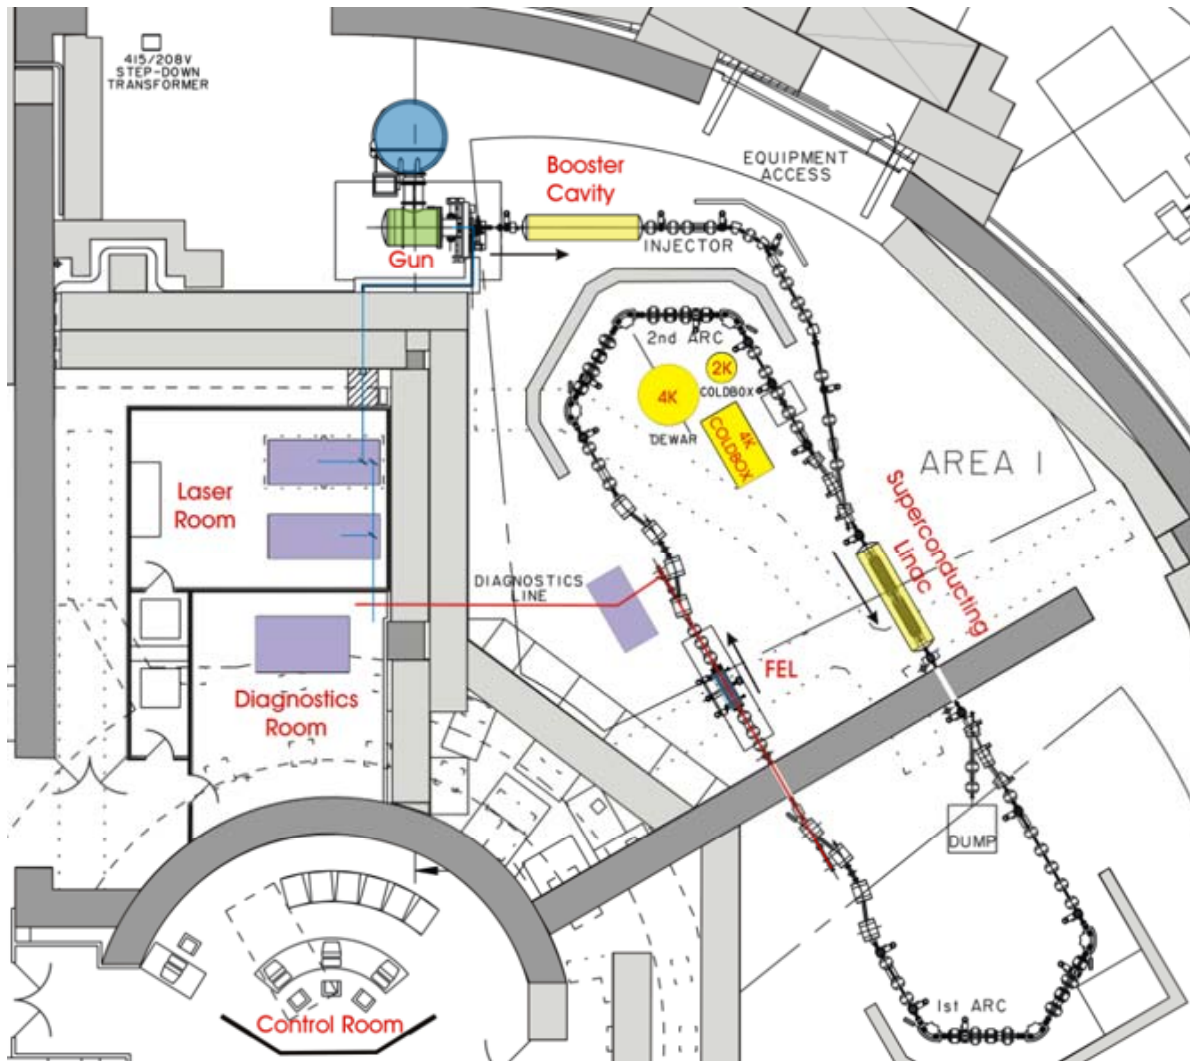 415/208V
STEP-DOWN
TRANSFORMER
Booster
Cavity
EQUIPMENT
ACCESS
INJECTOR
Gun
2nd ARC
2K
COLDBOX
4K
DEWAR
4K
COLDBOX
AREA 1
Laser
Room
Superconducting
Linac
DIAGNOSTICS
LINE
FEL
Diagnostics
Room
DUMP
1st ARC
Control Room